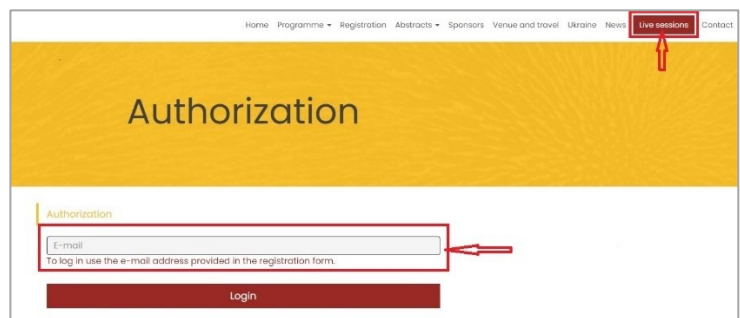 Home Programme Registration Abstracts Sponsors Venue and travel Ukraine News Live sessions Contact
Authorization
Authorization
E-mail
To log in use the e-mail address provided in the registration form.
Login